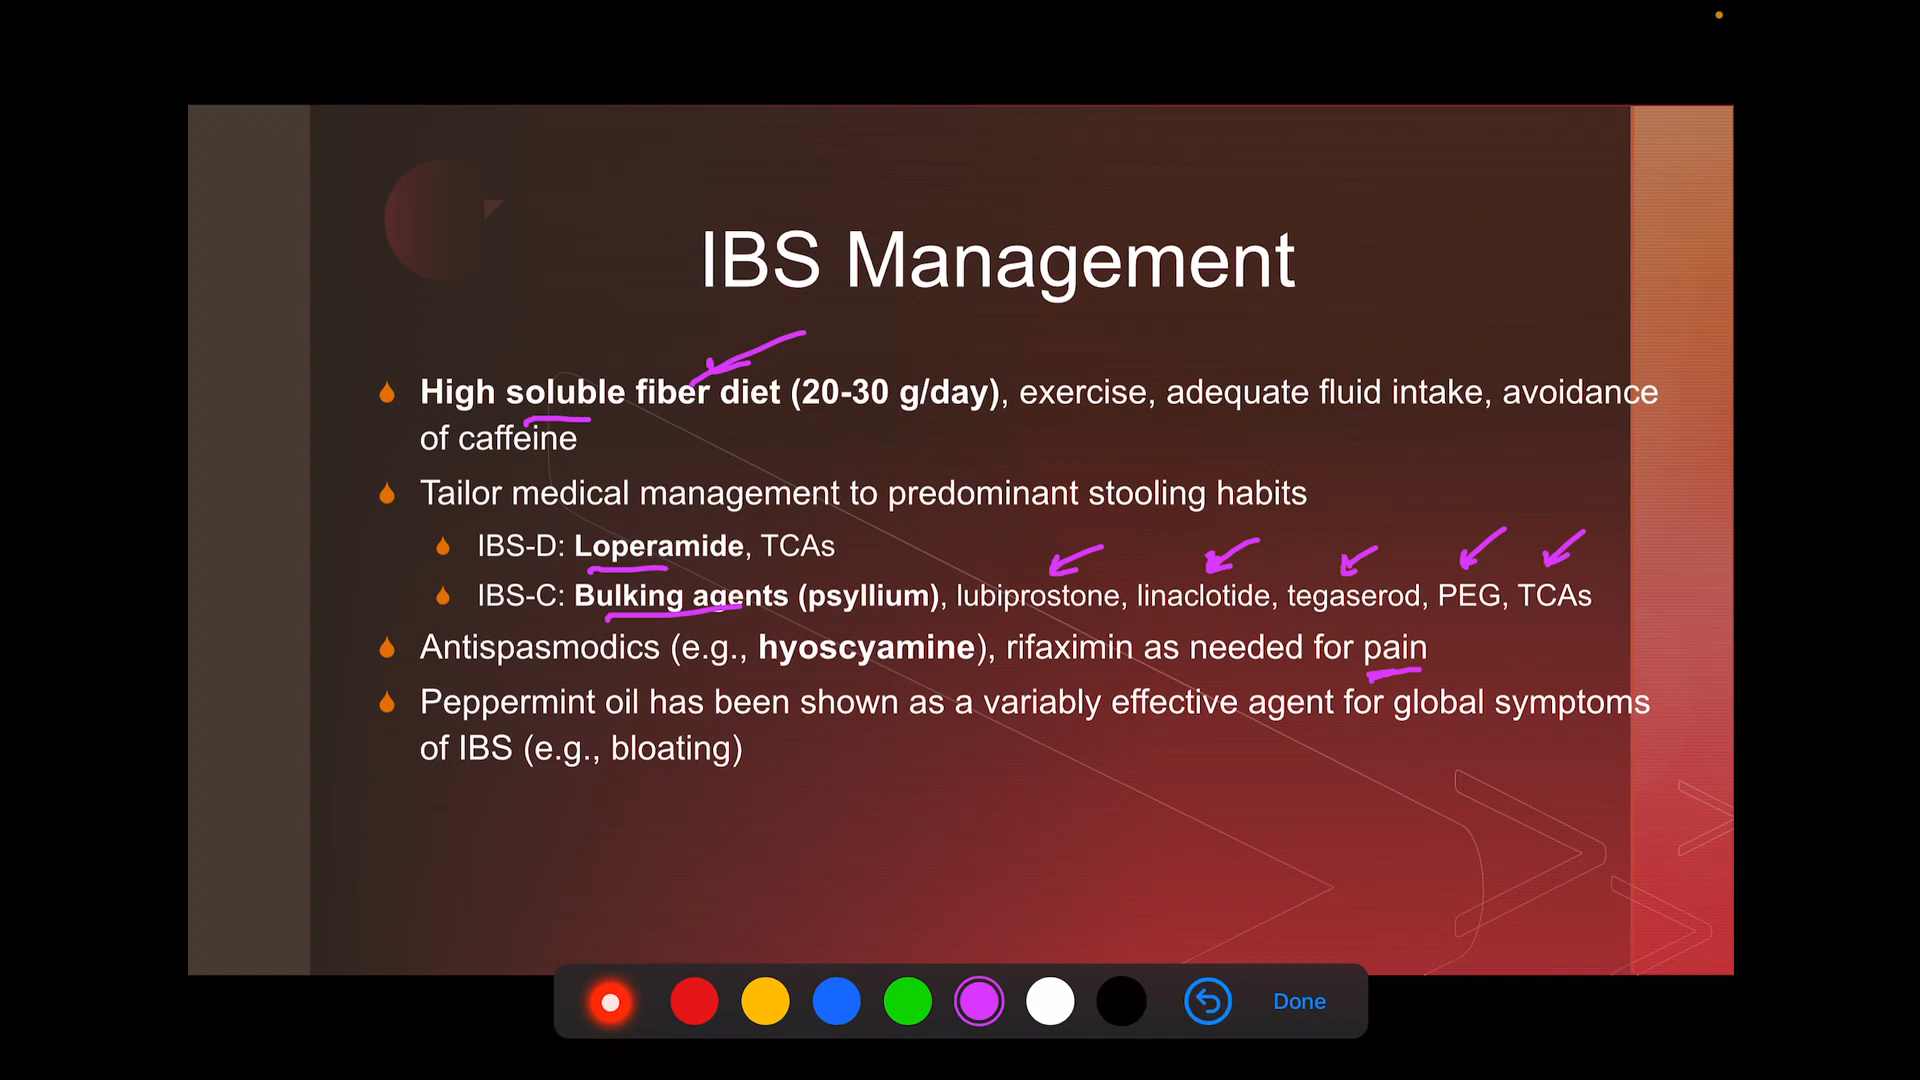 IBS Management
High soluble fiber diet (20-30 g/day), exercise, adequate fluid intake, avoidance
of caffeine
Tailor medical management to predominant stooling habits
IBS-D: Loperamide, TCAs
IBS-C: Bulking agents (psyllium), lubiprostone, linaclotide, tegaserod, PEG, TCAs
Antispasmodics (e.g., hyoscyamine), rifaximin as needed for pain
Peppermint oil has been shown as a variably effective agent for global symptoms
of IBS (e.g., bloating)
Done